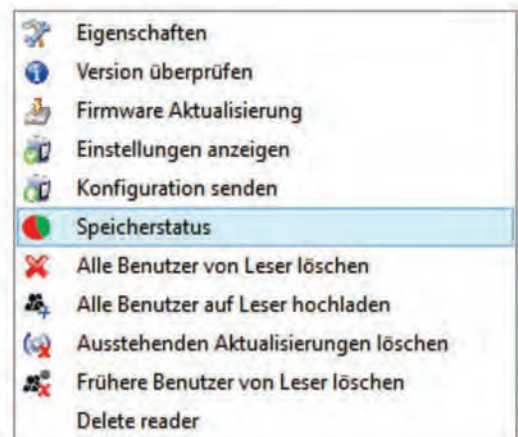 Eigenschaften
Version überprüfen
Firmware Aktualisierung
Einstellungen anzeigen
Konfiguration senden
Speicherstatus
Alle Benutzer von Leser löschen
Alle Benutzer auf Leser hochladen
Ausstehenden Aktualisierungen löschen
Frühere Benutzer von Leser löschen
Delete reader